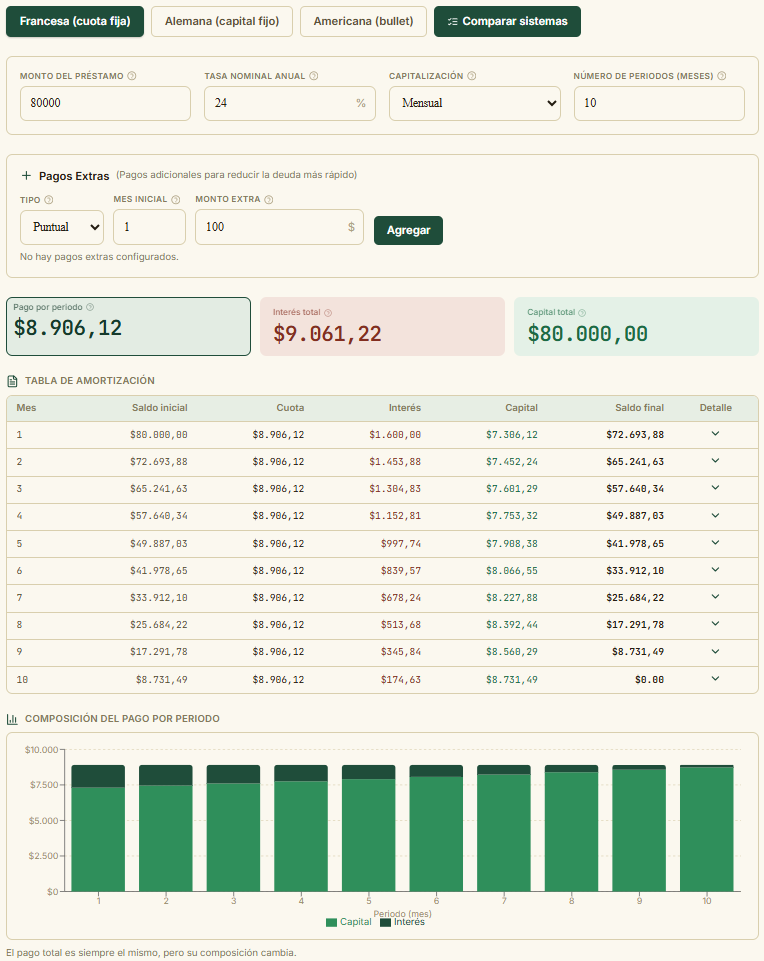 Francesa (cuota fija) Alemana (capital fijo) Americana (bullet) Comparar sistemas
MONTO DEL PRÉSTAMO TASA NOMINAL ANUAL CAPITALIZACIÓN NÚMERO DE PERIODOS (MESES)
80000 24 % Mensual 10
Pagos Extras (Pagos adicionales para reducir la deuda más rápido)
TIPO MES INICIAL MONTO EXTRA
Puntual 1 100 $ Agregar
No hay pagos extras configurados.
Pago por periodo Interés total Capital total
$8.906,12 $9.061,22 $80.000,00
TABLA DE AMORTIZACIÓN
Mes Saldo inicial Cuota Interés Capital Saldo final Detalle
1 $80.000,00 $8.906,12 $1.600,00 $7.306,12 $72.693,88
2 $72.693,88 $8.906,12 $1.453,88 $7.452,24 $65.241,63
3 $65.241,63 $8.906,12 $1.304,83 $7.601,29 $57.640,34
4 $57.640,34 $8.906,12 $1.152,81 $7.753,32 $49.887,03
5 $49.887,03 $8.906,12 $997,74 $7.908,38 $41.978,65
6 $41.978,65 $8.906,12 $839,57 $8.066,55 $33.912,10
7 $33.912,10 $8.906,12 $678,24 $8.227,88 $25.684,22
8 $25.684,22 $8.906,12 $513,68 $8.392,44 $17.291,78
9 $17.291,78 $8.906,12 $345,84 $8.560,29 $8.731,49
10 $8.731,49 $8.906,12 $174,63 $8.731,49 $0.00
COMPOSICIÓN DEL PAGO POR PERIODO
$10.000
$7.500
$5.000
$2.500
$0
1 2 3 4 5 6 7 8 9 10
Periodo (mes)
Capital Interés
El pago total es siempre el mismo, pero su composición cambia.